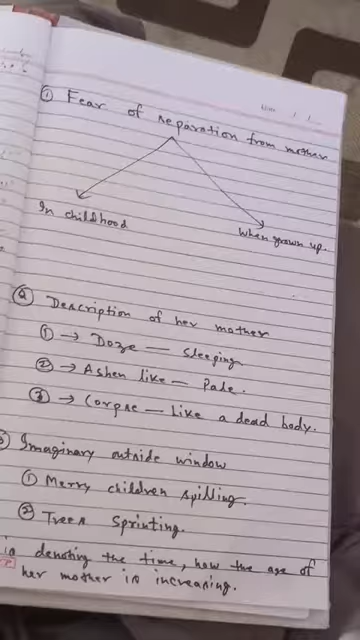 ① Fear of separation from mother
In childhood
When grown up.
② Description of her mother
① → Doze — sleeping
② → Ashen like — Pale.
③ → Corpse — Like a dead body.
Imaginary outside window
① Merry children spilling.
② Trees Sprinting.
is denoting the time, how the age of
her mother is increasing.